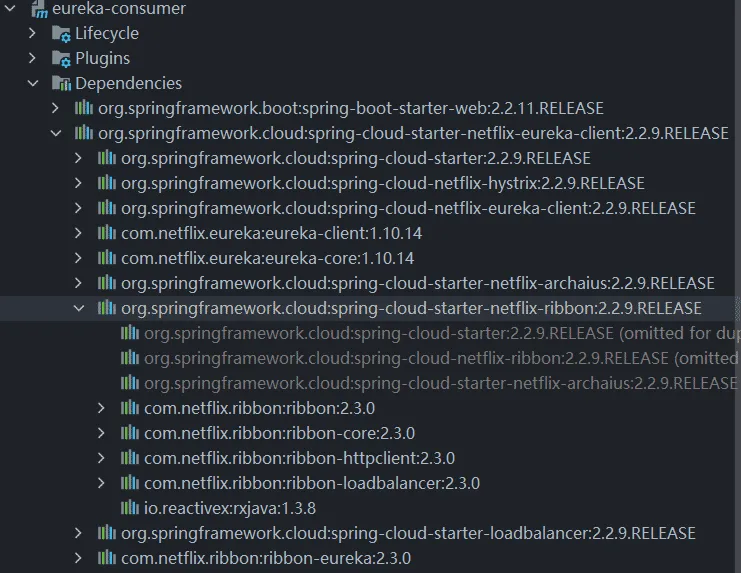 eureka-consumer
Lifecycle
Plugins
Dependencies
org.springframework.boot:spring-boot-starter-web:2.2.11.RELEASE
org.springframework.cloud:spring-cloud-starter-netflix-eureka-client:2.2.9.RELEASE
org.springframework.cloud:spring-cloud-starter:2.2.9.RELEASE
org.springframework.cloud:spring-cloud-netflix-hystrix:2.2.9.RELEASE
org.springframework.cloud:spring-cloud-netflix-eureka-client:2.2.9.RELEASE
com.netflix.eureka:eureka-client:1.10.14
com.netflix.eureka:eureka-core:1.10.14
org.springframework.cloud:spring-cloud-starter-netflix-archaius:2.2.9.RELEASE
org.springframework.cloud:spring-cloud-starter-netflix-ribbon:2.2.9.RELEASE
org.springframework.cloud:spring-cloud-starter:2.2.9.RELEASE (omitted for dup
org.springframework.cloud:spring-cloud-netflix-ribbon:2.2.9.RELEASE (omitted
org.springframework.cloud:spring-cloud-starter-netflix-archaius:2.2.9.RELEASE
com.netflix.ribbon:ribbon:2.3.0
com.netflix.ribbon:ribbon-core:2.3.0
com.netflix.ribbon:ribbon-httpclient:2.3.0
com.netflix.ribbon:ribbon-loadbalancer:2.3.0
io.reactivex:rxjava:1.3.8
org.springframework.cloud:spring-cloud-starter-loadbalancer:2.2.9.RELEASE
com.netflix.ribbon:ribbon-eureka:2.3.0